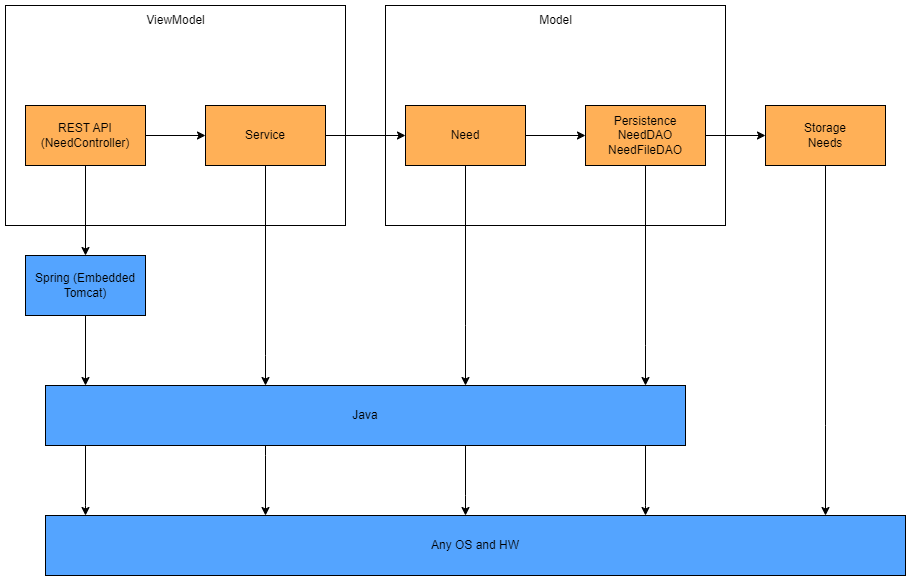 ViewModel
Model
REST API
(NeedController)
Service
Need
Persistence
NeedDAO
NeedFileDAO
Storage
Needs
Spring (Embedded
Tomcat)
Java
Any OS and HW